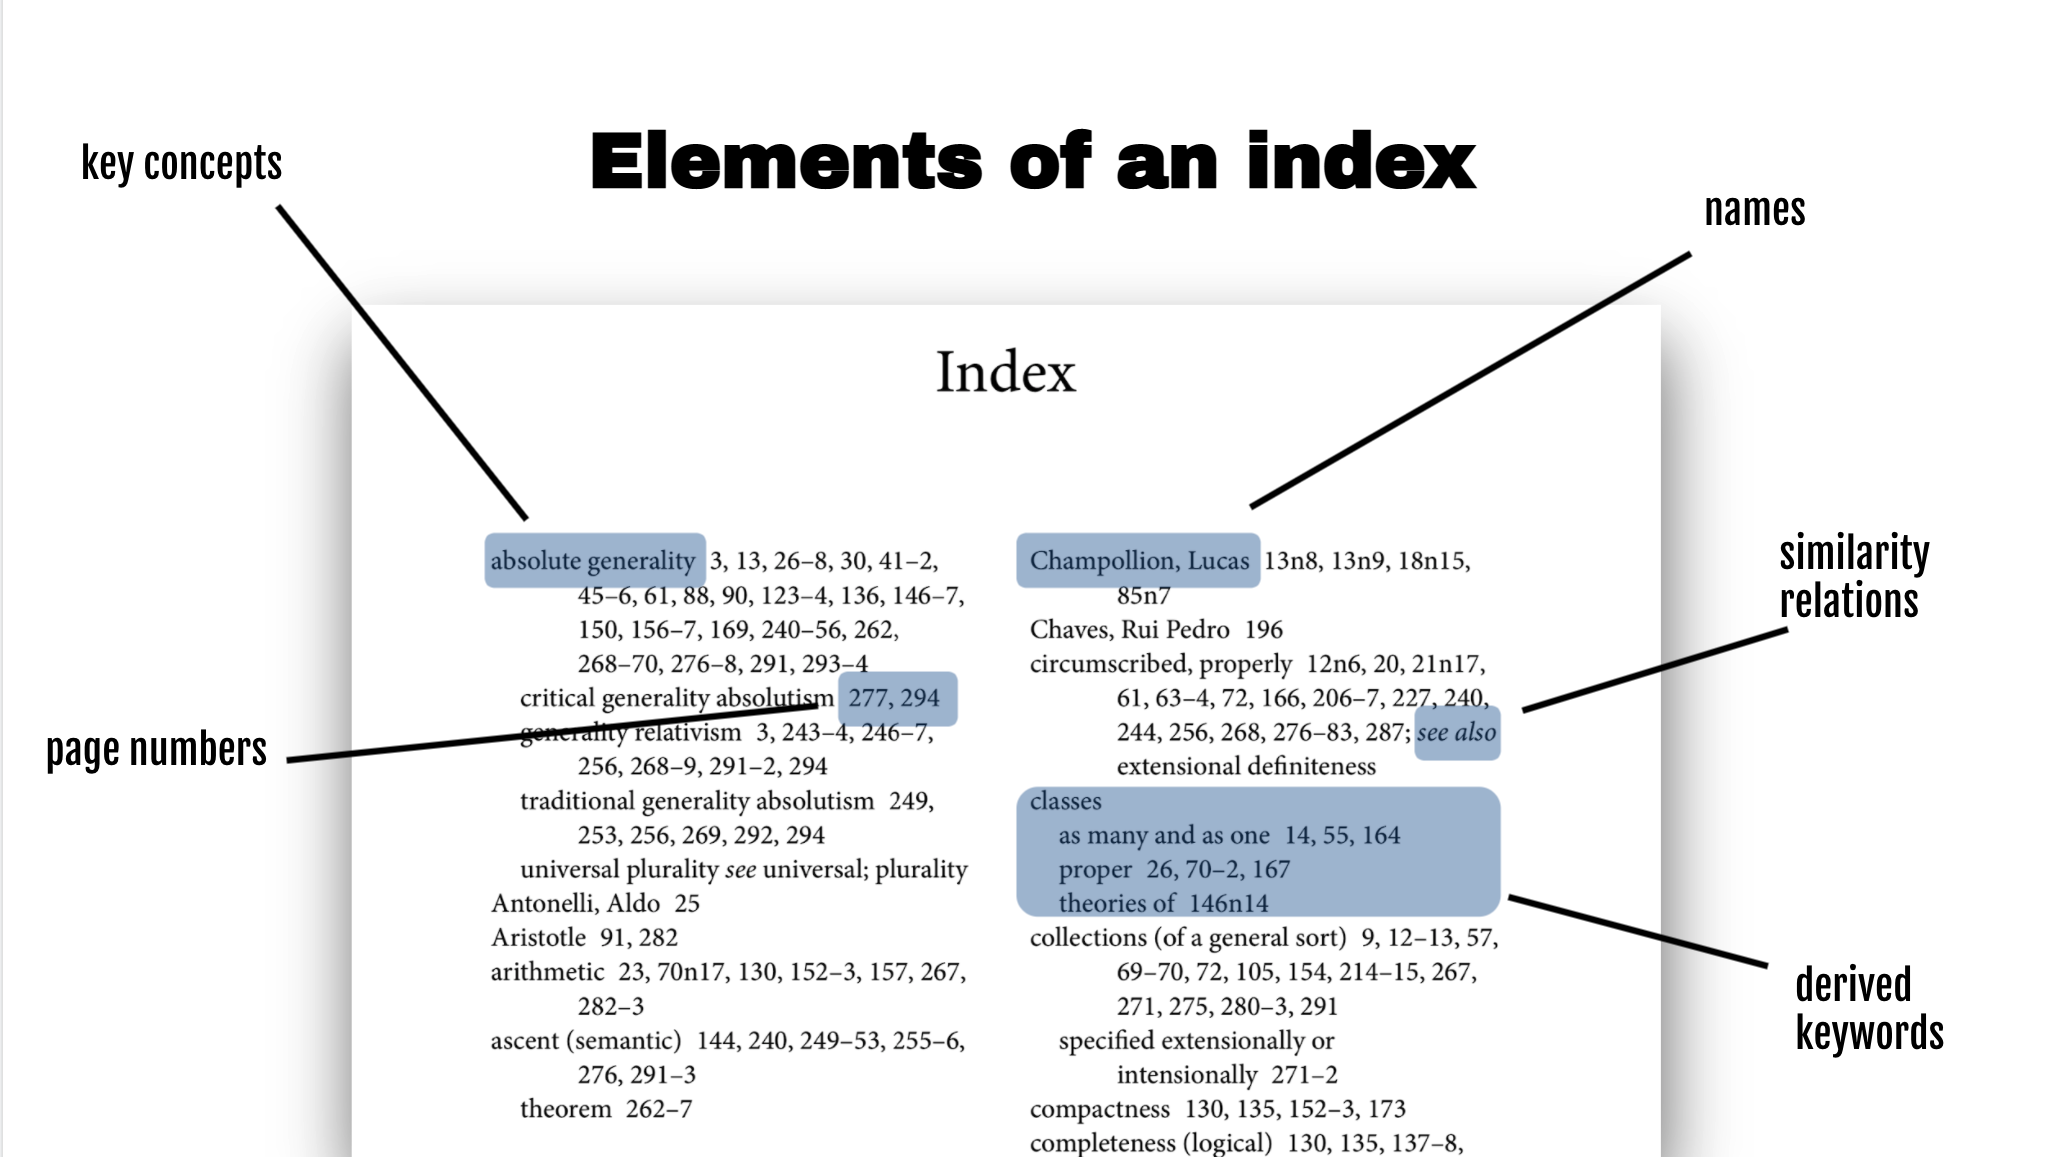 Elements of an index
key concepts
names
similarity
relations
page numbers
derived
keywords
Index
absolute generality 3, 13, 26–8, 30, 41–2,
45–6, 61, 88, 90, 123–4, 136, 146–7,
150, 156–7, 169, 240–56, 262,
268–70, 276–8, 291, 293–4
critical generality absolutism 277, 294
generality relativism 3, 243–4, 246–7,
256, 268–9, 291–2, 294
traditional generality absolutism 249,
253, 256, 269, 292, 294
universal plurality see universal; plurality
Antonelli, Aldo 25
Aristotle 91, 282
arithmetic 23, 70n17, 130, 152–3, 157, 267,
282–3
ascent (semantic) 144, 240, 249–53, 255–6,
276, 291–3
theorem 262–7
Champollion, Lucas 13n8, 13n9, 18n15,
85n7
Chaves, Rui Pedro 196
circumscribed, properly 12n6, 20, 21n17,
61, 63–4, 72, 166, 206–7, 227, 240,
244, 256, 268, 276–83, 287; see also
extensional definiteness
classes
as many and as one 14, 55, 164
proper 26, 70–2, 167
theories of 146n14
collections (of a general sort) 9, 12–13, 57,
69–70, 72, 105, 154, 214–15, 267,
271, 275, 280–3, 291
specified extensionally or
intensionally 271–2
compactness 130, 135, 152–3, 173
completeness (logical) 130, 135, 137–8,